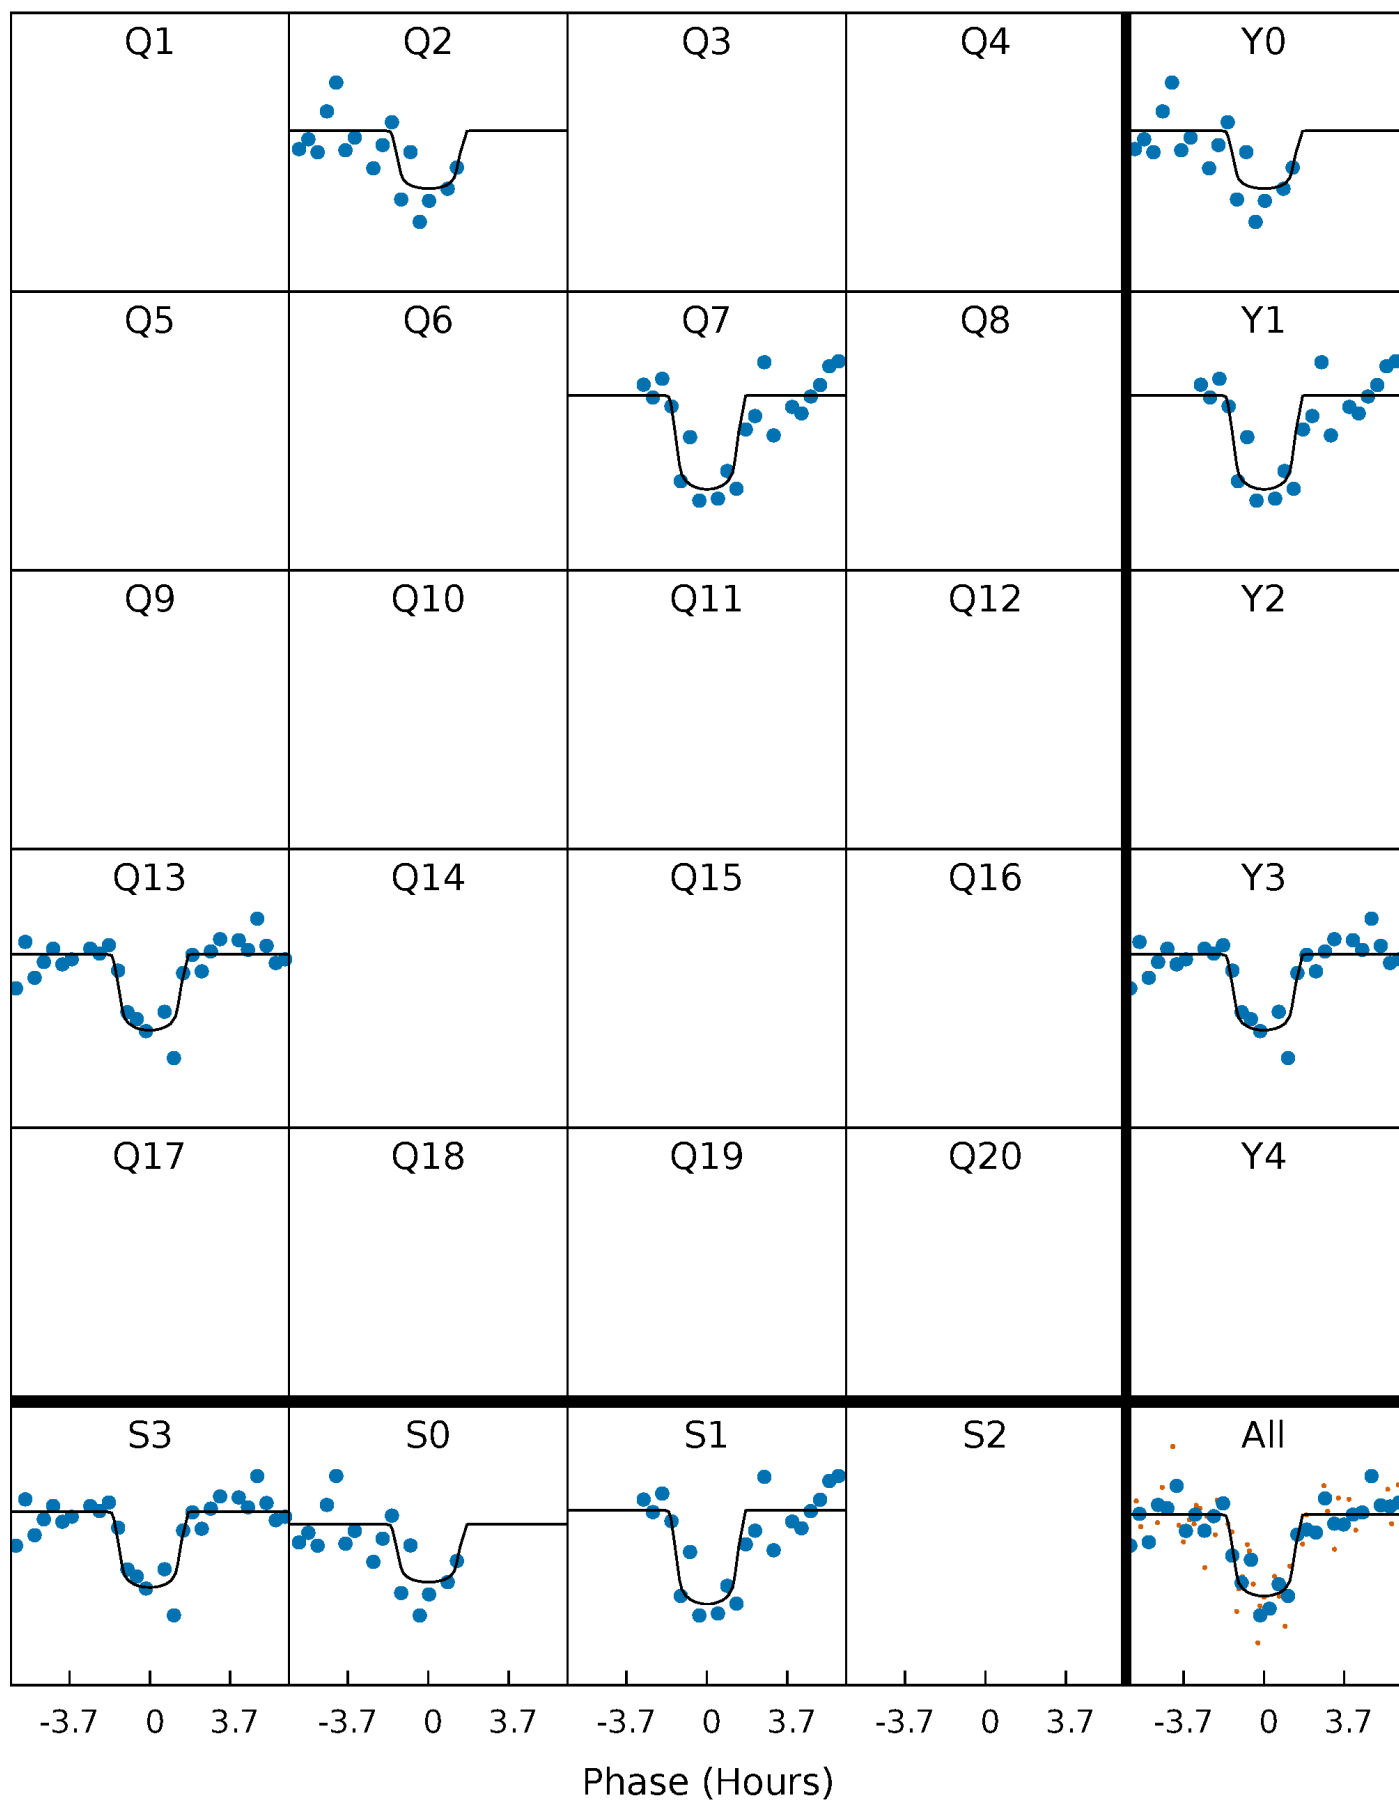 Q1 Q2 Q3 Q4 Y0
Q5 Q6 Q7 Q8 Y1
Q9 Q10 Q11 Q12 Y2
Q13 Q14 Q15 Q16 Y3
Q17 Q18 Q19 Q20 Y4
S3 S0 S1 S2 All
-3.7 0 3.7 -3.7 0 3.7 -3.7 0 3.7 -3.7 0 3.7 -3.7 0 3.7
Phase (Hours)